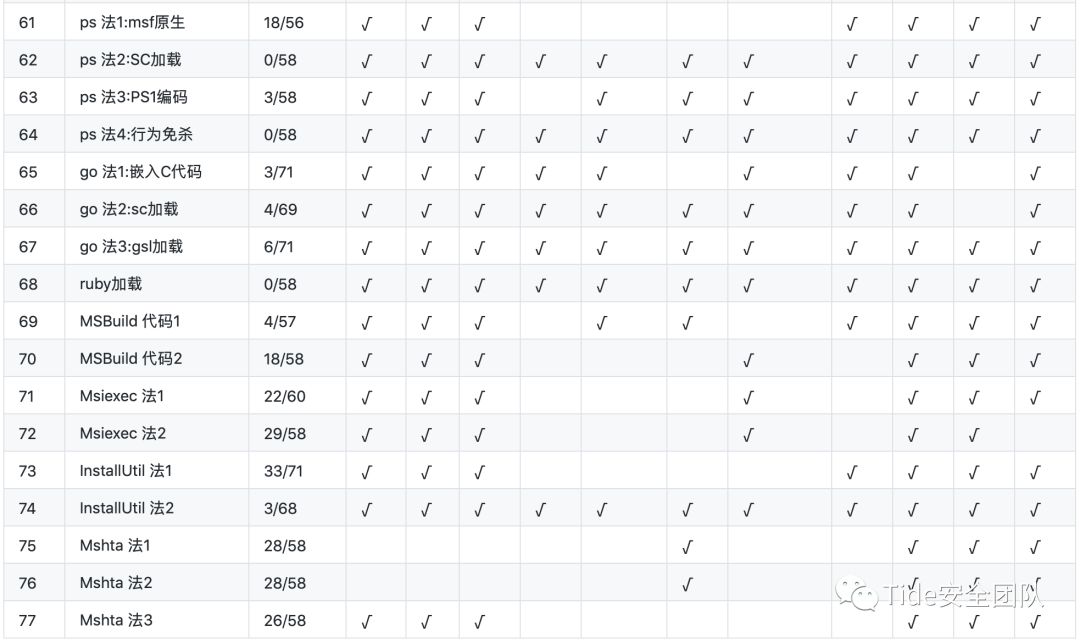 61 ps 法1:msf原生 18/56 √ √ √ √ √ √ √
62 ps 法2:SC加载 0/58 √ √ √ √ √ √ √ √ √ √ √
63 ps 法3:PS1编码 3/58 √ √ √ √ √ √ √ √ √ √
64 ps 法4:行为免杀 0/58 √ √ √ √ √ √ √ √ √ √ √
65 go 法1:嵌入C代码 3/71 √ √ √ √ √ √ √ √ √
66 go 法2:sc加载 4/69 √ √ √ √ √ √ √ √ √ √
67 go 法3:gsl加载 6/71 √ √ √ √ √ √ √ √ √ √ √
68 ruby加载 0/58 √ √ √ √ √ √ √ √ √ √ √
69 MSBuild 代码1 4/57 √ √ √ √ √ √ √ √ √
70 MSBuild 代码2 18/58 √ √ √ √ √ √ √
71 Msiexec 法1 22/60 √ √ √ √ √ √ √
72 Msiexec 法2 29/58 √ √ √ √ √ √
73 InstallUtil 法1 33/71 √ √ √ √ √ √ √
74 InstallUtil 法2 3/68 √ √ √ √ √ √ √ √ √ √ √
75 Mshta 法1 28/58 √ √ √ √
76 Mshta 法2 28/58 √ √ √ √
Tide安全团队
77 Mshta 法3 26/58 √ √ √ √ √ √